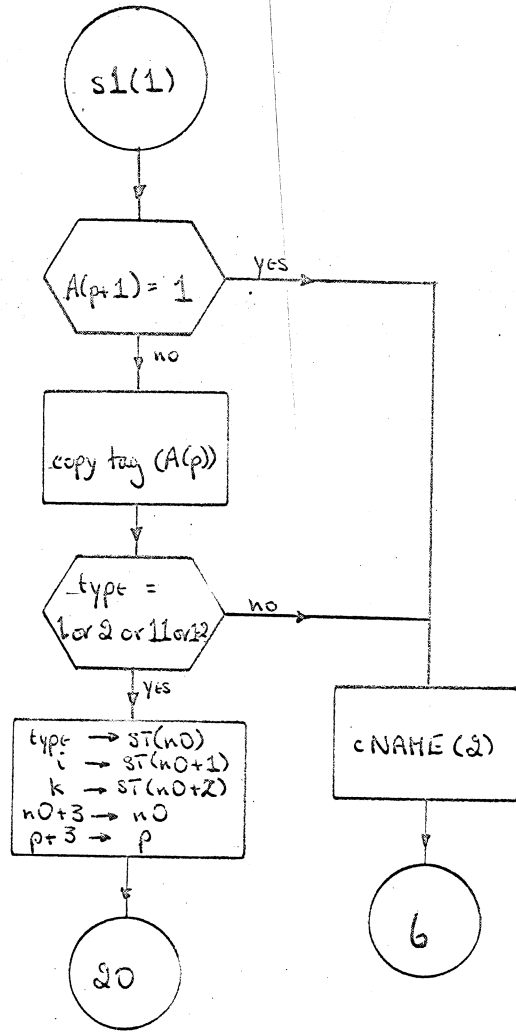 s1(1)
A(p+1) = 1
yes
no
copy tag (A(p))
type =
1 or 2 or 11 or 12
no
yes
type → ST(n0)
i → ST(n0+1)
k → ST(n0+2)
n0+3 → n0
p+3 → p
cNAME(2)
20
6